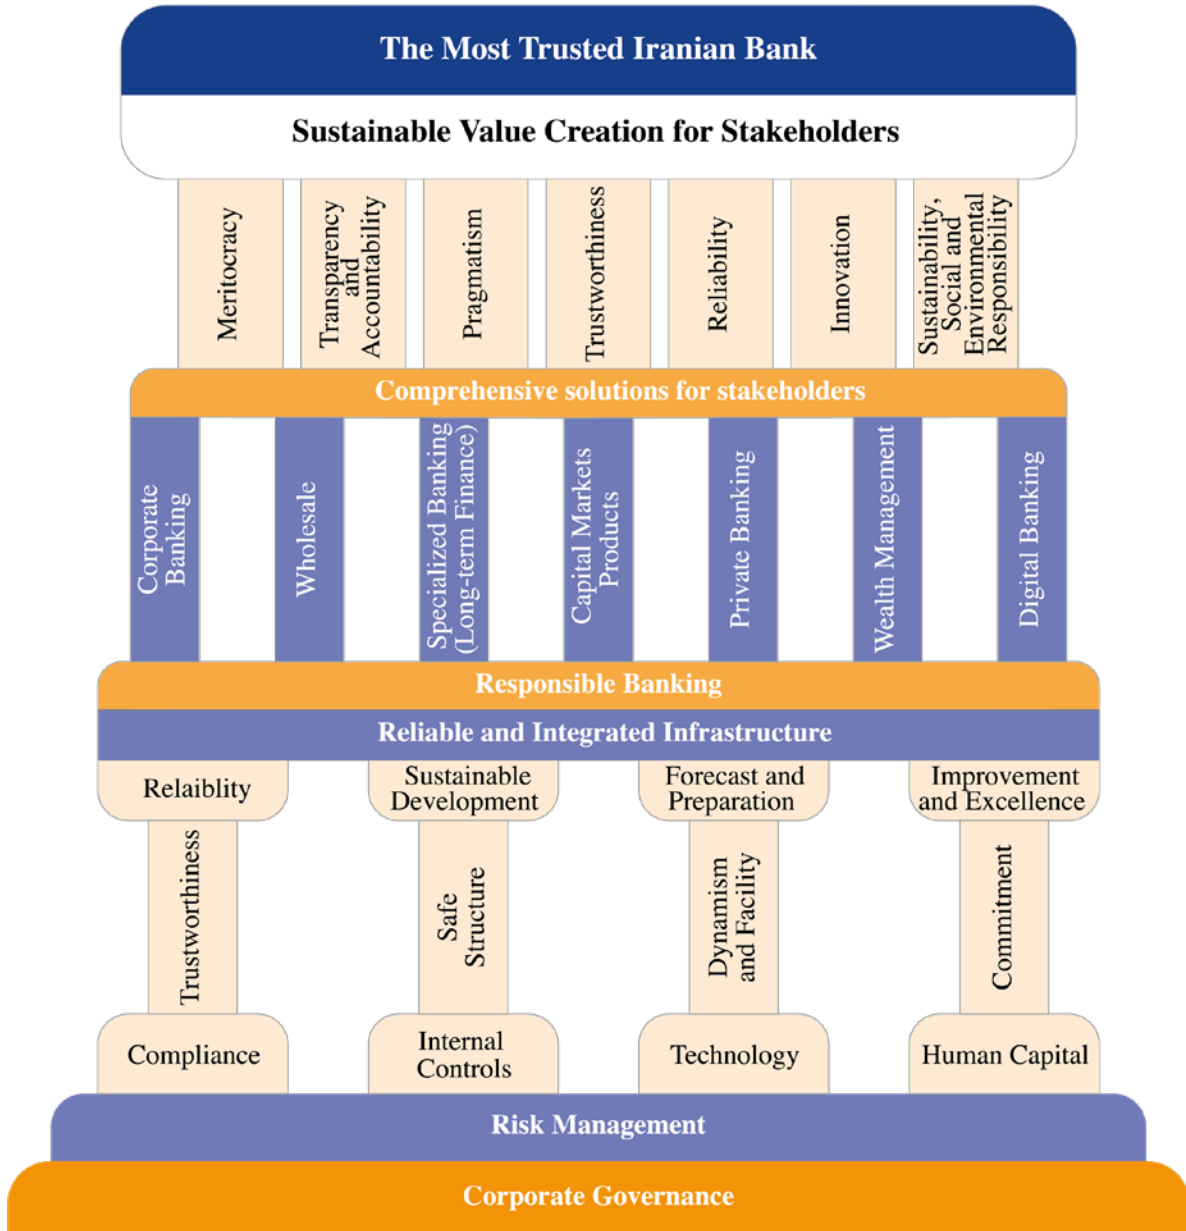 The Most Trusted Iranian Bank
Sustainable Value Creation for Stakeholders
Meritocracy
Transparency
and
Accountability
Pragmatism
Trustworthiness
Reliability
Innovation
Sustainability,
Social and
Environmental
Responsibility
Comprehensive solutions for stakeholders
Corporate
Banking
Wholesale
Specialized Banking
(Long-term Finance)
Capital Markets
Products
Private Banking
Wealth Management
Digital Banking
Responsible Banking
Reliable and Integrated Infrastructure
Relaiblity
Sustainable
Development
Forecast and
Preparation
Improvement
and Excellence
Trustworthiness
Safe
Structure
Dynamism
and Facility
Commitment
Compliance
Internal
Controls
Technology
Human Capital
Risk Management
Corporate Governance